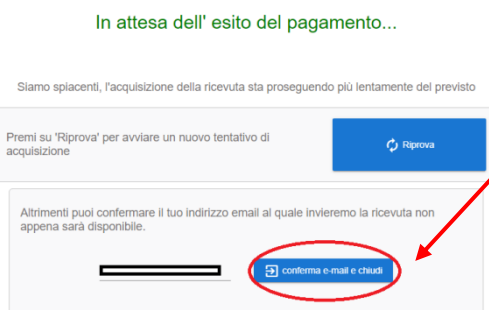 In attesa dell' esito del pagamento...
Siamo spiacenti, l'acquisizione della ricevuta sta proseguendo più lentamente del previsto
Premi su 'Riprova' per avviare un nuovo tentativo di
acquisizione
Riprova
Altrimenti puoi confermare il tuo indirizzo email al quale invieremo la ricevuta non
appena sarà disponibile.
conferma e-mail e chiudi